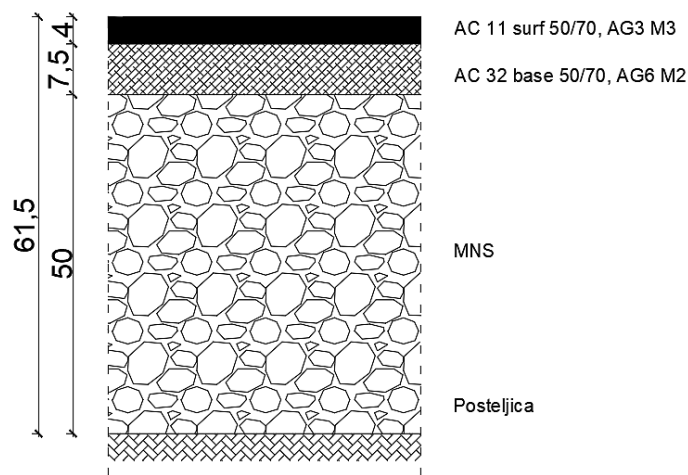 4
AC 11 surf 50/70, AG3 M3
7,5
AC 32 base 50/70, AG6 M2
61,5
50
MNS
Posteljica